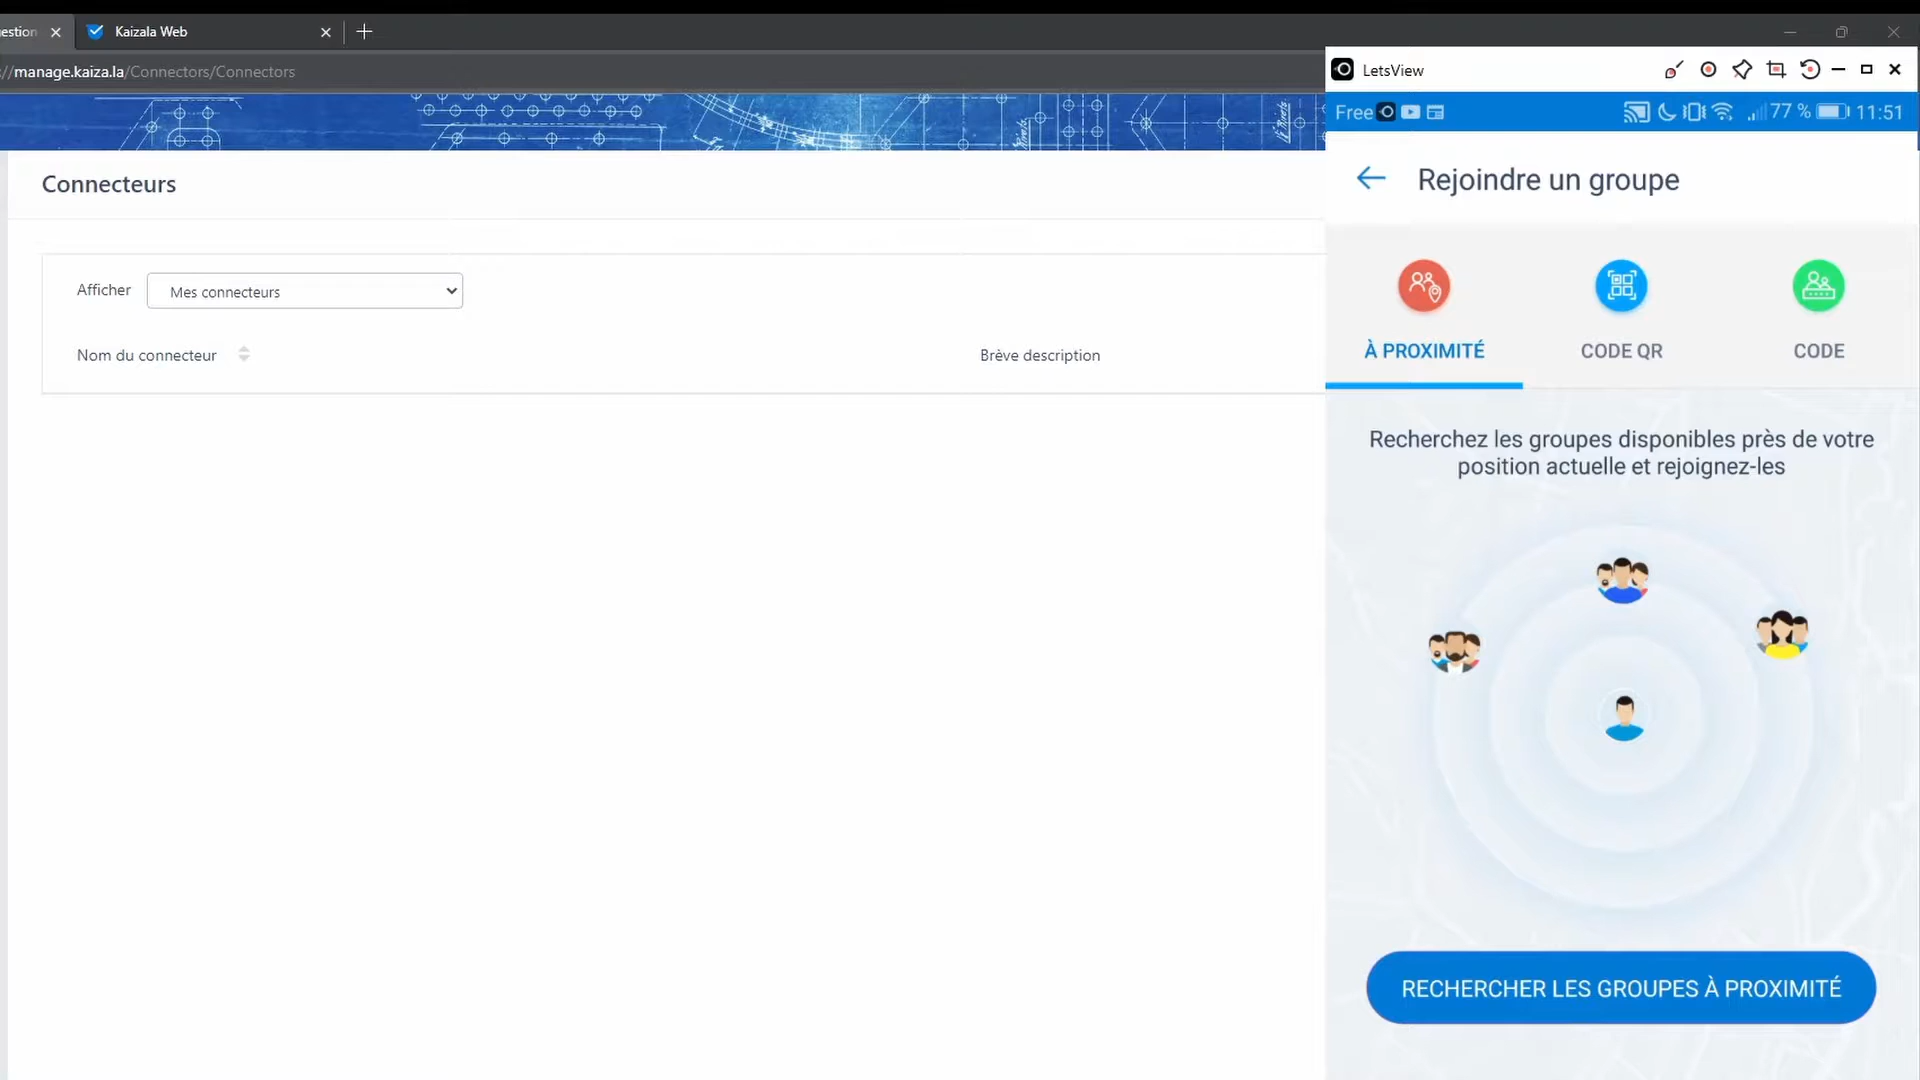 estion
Kaizala Web
://manage.kaiza.la/Connectors/Connectors
Connecteurs
Afficher
Mes connecteurs
Nom du connecteur
Brève description
LetsView
Free
77 %
11:51
Rejoindre un groupe
À PROXIMITÉ
CODE QR
CODE
Recherchez les groupes disponibles près de votre
position actuelle et rejoignez-les
RECHERCHER LES GROUPES À PROXIMITÉ